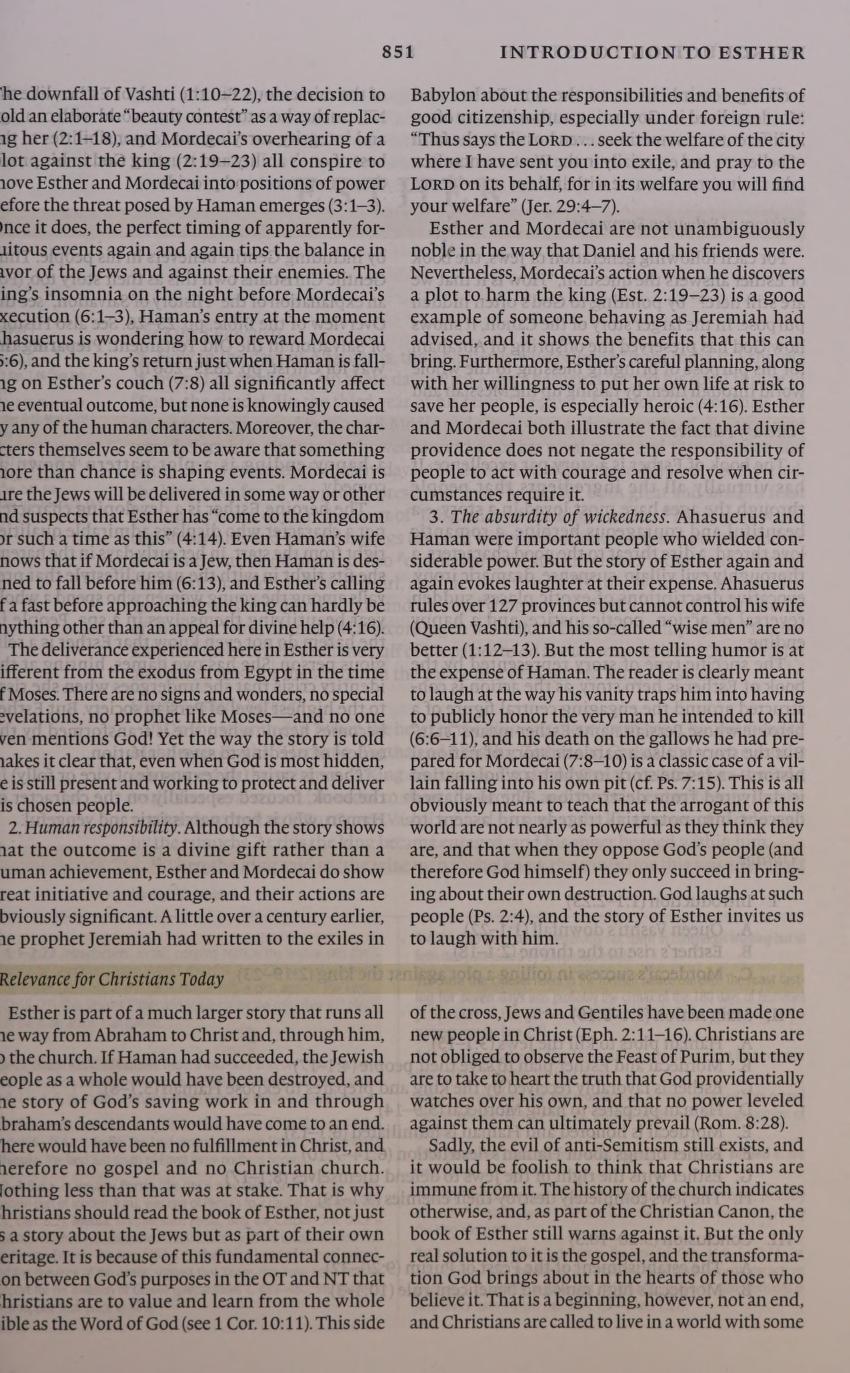 851 INTRODUCTION TO ESTHER
he downfall of Vashti (1:10–22), the decision to
old an elaborate “beauty contest” as a way of replac-
ng her (2:1–18), and Mordecai’s overhearing of a
lot against the king (2:19–23) all conspire to
nove Esther and Mordecai into positions of power
efore the threat posed by Haman emerges (3:1–3).
Once it does, the perfect timing of apparently for-
uitous events again and again tips the balance in
avor of the Jews and against their enemies. The
ing’s insomnia on the night before Mordecai’s
xecution (6:1–3), Haman’s entry at the moment
hasuerus is wondering how to reward Mordecai
6:6), and the king’s return just when Haman is fall-
ng on Esther’s couch (7:8) all significantly affect
he eventual outcome, but none is knowingly caused
y any of the human characters. Moreover, the char-
cters themselves seem to be aware that something
nore than chance is shaping events. Mordecai is
ure the Jews will be delivered in some way or other
nd suspects that Esther has “come to the kingdom
or such a time as this” (4:14). Even Haman’s wife
nows that if Mordecai is a Jew, then Haman is des-
ned to fall before him (6:13), and Esther’s calling
f a fast before approaching the king can hardly be
nything other than an appeal for divine help (4:16).
The deliverance experienced here in Esther is very
ifferent from the exodus from Egypt in the time
f Moses. There are no signs and wonders, no special
evelations, no prophet like Moses—and no one
ven mentions God! Yet the way the story is told
nakes it clear that, even when God is most hidden,
e is still present and working to protect and deliver
is chosen people.
2. Human responsibility. Although the story shows
hat the outcome is a divine gift rather than a
uman achievement, Esther and Mordecai do show
reat initiative and courage, and their actions are
bviously significant. A little over a century earlier,
he prophet Jeremiah had written to the exiles in
Babylon about the responsibilities and benefits of
good citizenship, especially under foreign rule:
“Thus says the LORD . . . seek the welfare of the city
where I have sent you into exile, and pray to the
LORD on its behalf, for in its welfare you will find
your welfare” (Jer. 29:4–7).
Esther and Mordecai are not unambiguously
noble in the way that Daniel and his friends were.
Nevertheless, Mordecai’s action when he discovers
a plot to harm the king (Est. 2:19–23) is a good
example of someone behaving as Jeremiah had
advised, and it shows the benefits that this can
bring. Furthermore, Esther’s careful planning, along
with her willingness to put her own life at risk to
save her people, is especially heroic (4:16). Esther
and Mordecai both illustrate the fact that divine
providence does not negate the responsibility of
people to act with courage and resolve when cir-
cumstances require it.
3. The absurdity of wickedness. Ahasuerus and
Haman were important people who wielded con-
siderable power. But the story of Esther again and
again evokes laughter at their expense. Ahasuerus
rules over 127 provinces but cannot control his wife
(Queen Vashti), and his so-called “wise men” are no
better (1:12–13). But the most telling humor is at
the expense of Haman. The reader is clearly meant
to laugh at the way his vanity traps him into having
to publicly honor the very man he intended to kill
(6:6–11), and his death on the gallows he had pre-
pared for Mordecai (7:8–10) is a classic case of a vil-
lain falling into his own pit (cf. Ps. 7:15). This is all
obviously meant to teach that the arrogant of this
world are not nearly as powerful as they think they
are, and that when they oppose God’s people (and
therefore God himself) they only succeed in bring-
ing about their own destruction. God laughs at such
people (Ps. 2:4), and the story of Esther invites us
to laugh with him.
Relevance for Christians Today
Esther is part of a much larger story that runs all
he way from Abraham to Christ and, through him,
o the church. If Haman had succeeded, the Jewish
eople as a whole would have been destroyed, and
he story of God’s saving work in and through
braham’s descendants would have come to an end.
here would have been no fulfillment in Christ, and
herefore no gospel and no Christian church.
Nothing less than that was at stake. That is why
hristians should read the book of Esther, not just
s a story about the Jews but as part of their own
eritage. It is because of this fundamental connec-
on between God’s purposes in the OT and NT that
hristians are to value and learn from the whole
ible as the Word of God (see 1 Cor. 10:11). This side
of the cross, Jews and Gentiles have been made one
new people in Christ (Eph. 2:11–16). Christians are
not obliged to observe the Feast of Purim, but they
are to take to heart the truth that God providentially
watches over his own, and that no power leveled
against them can ultimately prevail (Rom. 8:28).
Sadly, the evil of anti-Semitism still exists, and
it would be foolish to think that Christians are
immune from it. The history of the church indicates
otherwise, and, as part of the Christian Canon, the
book of Esther still warns against it. But the only
real solution to it is the gospel, and the transforma-
tion God brings about in the hearts of those who
believe it. That is a beginning, however, not an end,
and Christians are called to live in a world with some